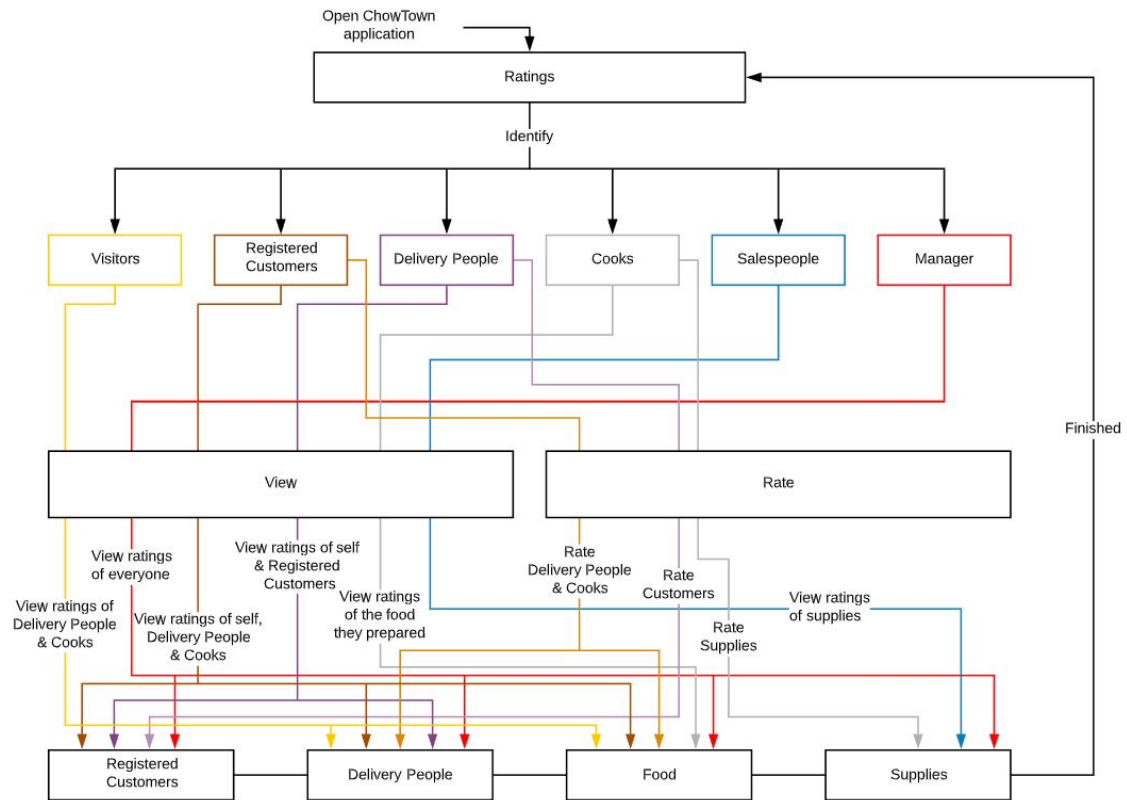 Open ChowTown
application
Ratings
Identify
Visitors
Registered
Customers
Delivery People
Cooks
Salespeople
Manager
Finished
View
Rate
View ratings
of everyone
View ratings of self
& Registered
Customers
Rate
Delivery People
& Cooks
Rate
Customers
View ratings of
Delivery People
& Cooks
View ratings of self,
Delivery People
& Cooks
View ratings
of the food
they prepared
Rate
Supplies
View ratings
of supplies
Registered
Customers
Delivery People
Food
Supplies